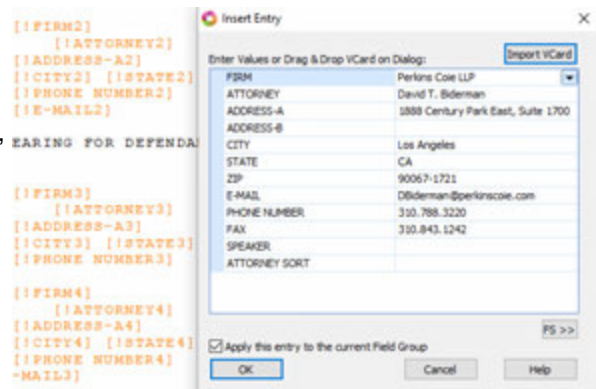 [!FIRM2]
[!ATTORNEY2]
[!ADDRESS-A2]
[!CITY2] [!STATE2]
[!PHONE NUMBER2]
[!E-MAIL2]
EARING FOR DEFENDA
[!FIRM3]
[!ATTORNEY3]
[!ADDRESS-A3]
[!CITY3] [!STATE3]
[!PHONE NUMBER3]
[!FIRM4]
[!ATTORNEY4]
[!ADDRESS-A4]
[!CITY4] [!STATE4]
[!PHONE NUMBER4]
-MAIL3]
Insert Entry
Enter Values or Drag & Drop VCard on Dialog:
Import VCard
FIRM Perkins Coie LLP
ATTORNEY David T. Biderman
ADDRESS-A 1888 Century Park East, Suite 1700
ADDRESS-B
CITY Los Angeles
STATE CA
ZIP 90067-1721
E-MAIL DBiderman@perkinscoie.com
PHONE NUMBER 310.788.3220
FAX 310.843.1242
SPEAKER
ATTORNEY SORT
FS >>
Apply this entry to the current Field Group
OK Cancel Help